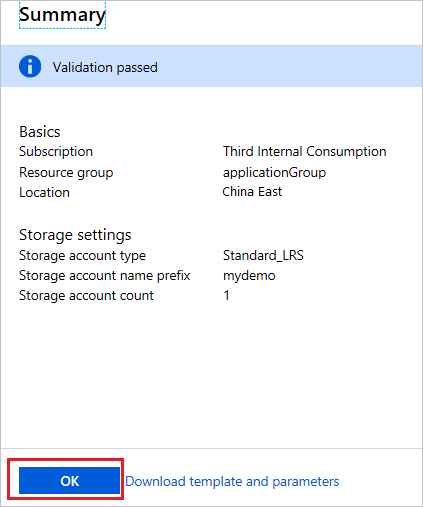 Summary
Validation passed
Basics
Subscription Third Internal Consumption
Resource group applicationGroup
Location China East
Storage settings
Storage account type Standard_LRS
Storage account name prefix mydemo
Storage account count 1
OK Download template and parameters